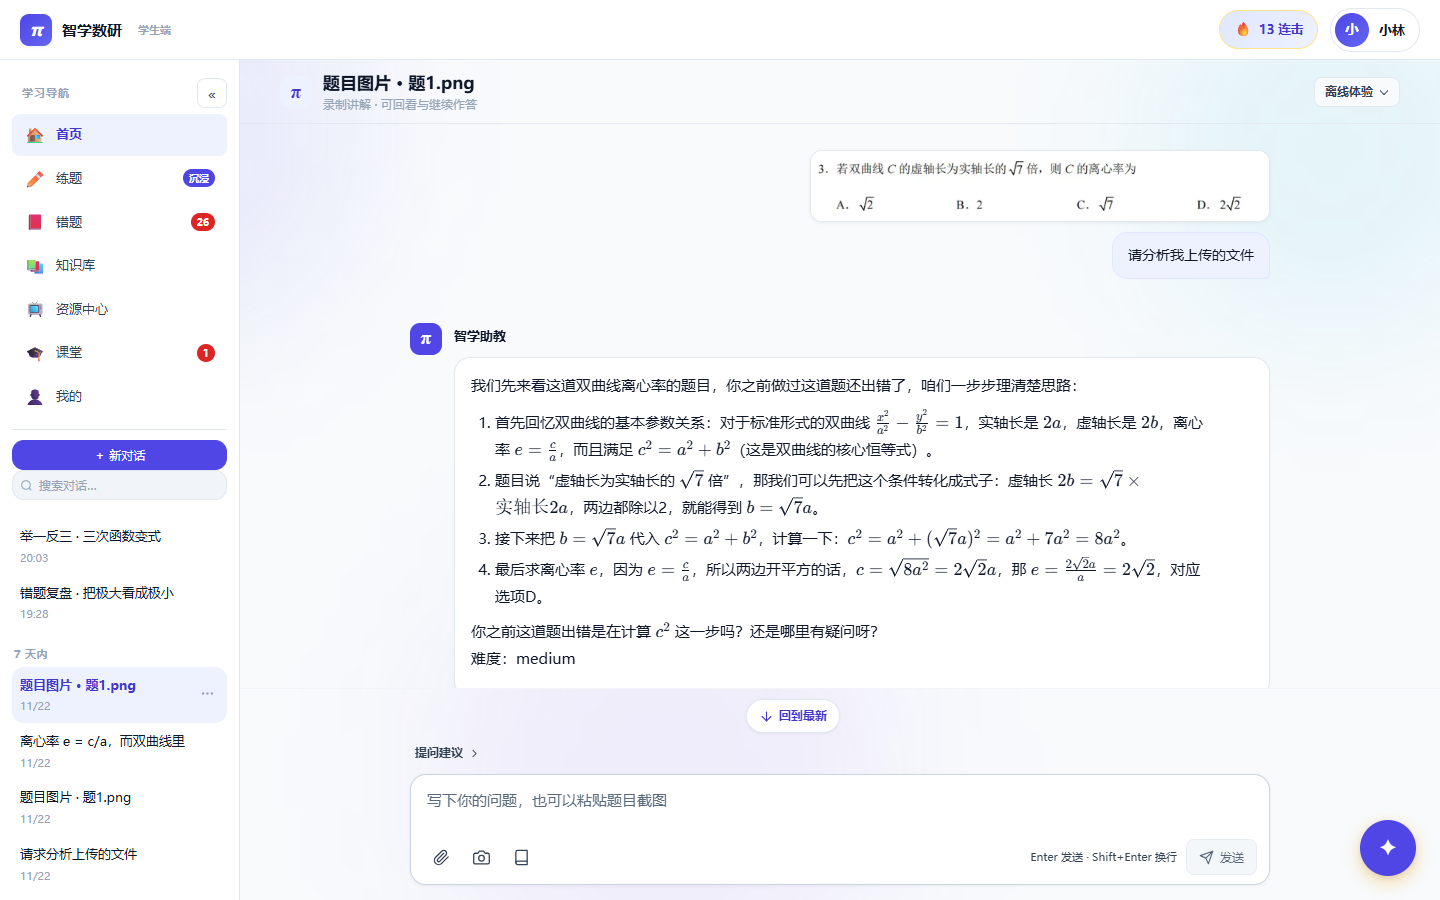 π 智学数研 学生端
13 连击
小 小林
学习导航 «
首页
练题 沉浸
错题 26
知识库
资源中心
课堂 1
我的
+ 新对话
搜索对话...
举一反三 · 三次函数变式
20:03
错题复盘 · 把极大看成极小
19:28
7 天内
题目图片 • 题1.png ...
11/22
离心率 e = c/a，而双曲线里
11/22
题目图片 · 题1.png
11/22
请求分析上传的文件
11/22
π 题目图片 • 题1.png
录制讲解 · 可回看与继续作答
离线体验
3. 若双曲线 C 的虚轴长为实轴长的 √7 倍，则 C 的离心率为
A. √2 B. 2 C. √7 D. 2√2
请分析我上传的文件
π 智学助教
我们先来看这道双曲线离心率的题目，你之前做过这道题还出错了，咱们一步步理清楚思路：
1. 首先回忆双曲线的基本参数关系：对于标准形式的双曲线 x²/a² − y²/b² = 1，实轴长是 2a，虚轴长是 2b，离心
率 e = c/a，而且满足 c² = a² + b²（这是双曲线的核心恒等式）。
2. 题目说“虚轴长为实轴长的 √7 倍”，那我们可以先把这个条件转化成式子：虚轴长 2b = √7 ×
实轴长2a，两边都除以2，就能得到 b = √7a。
3. 接下来把 b = √7a 代入 c² = a² + b²，计算一下：c² = a² + (√7a)² = a² + 7a² = 8a²。
4. 最后求离心率 e，因为 e = c/a，所以两边开平方的话，c = √8a² = 2√2a，那 e = 2√2a/a = 2√2，对应
选项D。
你之前这道题出错是在计算 c² 这一步吗？还是哪里有疑问呀？
难度：medium
↓ 回到最新
提问建议 >
写下你的问题，也可以粘贴题目截图
Enter 发送 · Shift+Enter 换行 发送